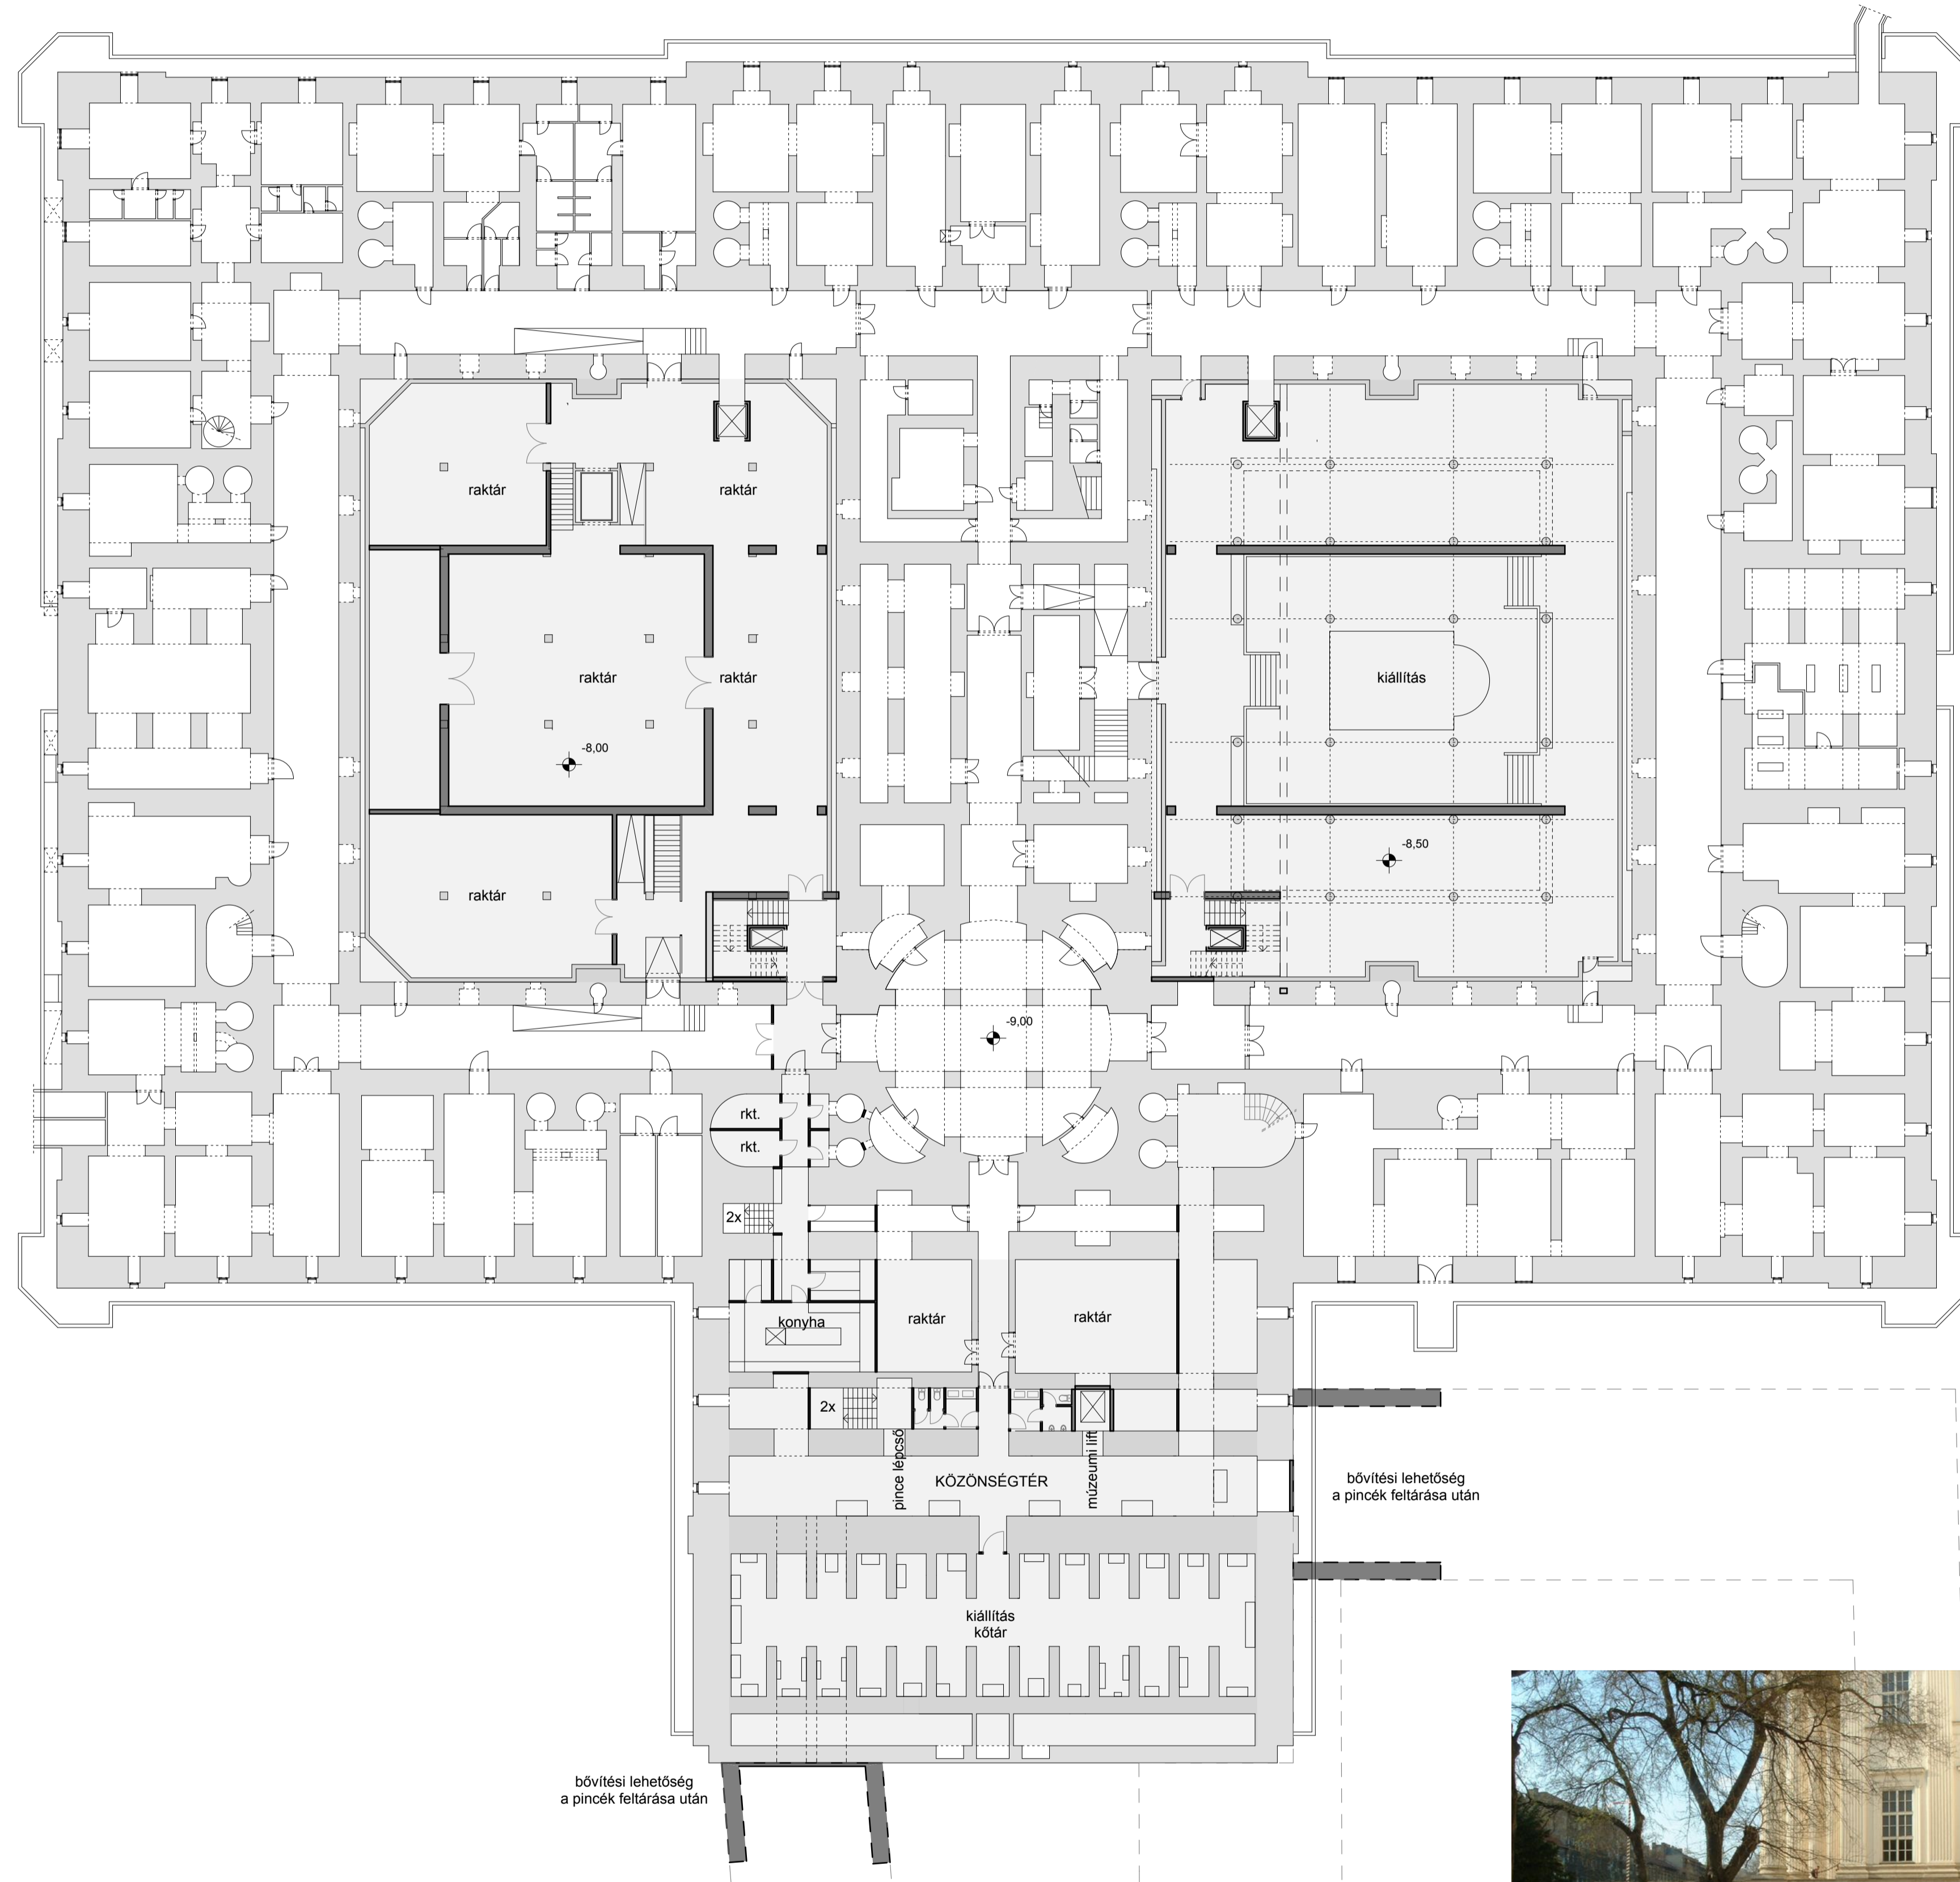 raktár
raktár
raktár
raktár
kiállítás
-8,00
-8,50
raktár
-9,00
rkt.
rkt.
2x
konyha
raktár
raktár
2x
pince lépcső
múzeumi lift
KÖZÖNSÉGTÉR
bővítési lehetőség
a pincék feltárása után
kiállítás
kőtár
bővítési lehetőség
a pincék feltárása után